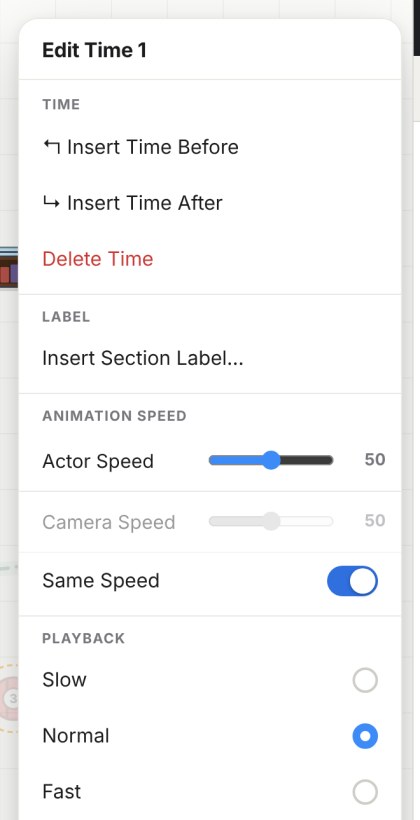 Edit Time 1
TIME
↰ Insert Time Before
↳ Insert Time After
Delete Time
LABEL
Insert Section Label...
ANIMATION SPEED
Actor Speed 50
Camera Speed 50
Same Speed
PLAYBACK
Slow
3
Normal
Fast